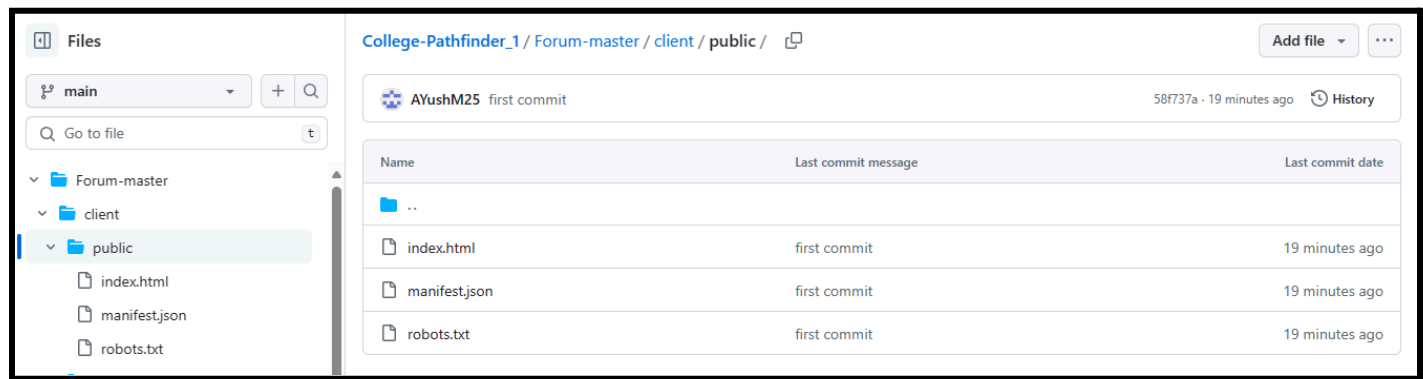 Files
College-Pathfinder_1 / Forum-master / client / public /
Add file
main
AYushM25 first commit
58f737a · 19 minutes ago
History
Go to file
t
Name Last commit message Last commit date
Forum-master
..
client
public
index.html first commit 19 minutes ago
index.html
manifest.json first commit 19 minutes ago
manifest.json
robots.txt first commit 19 minutes ago
robots.txt